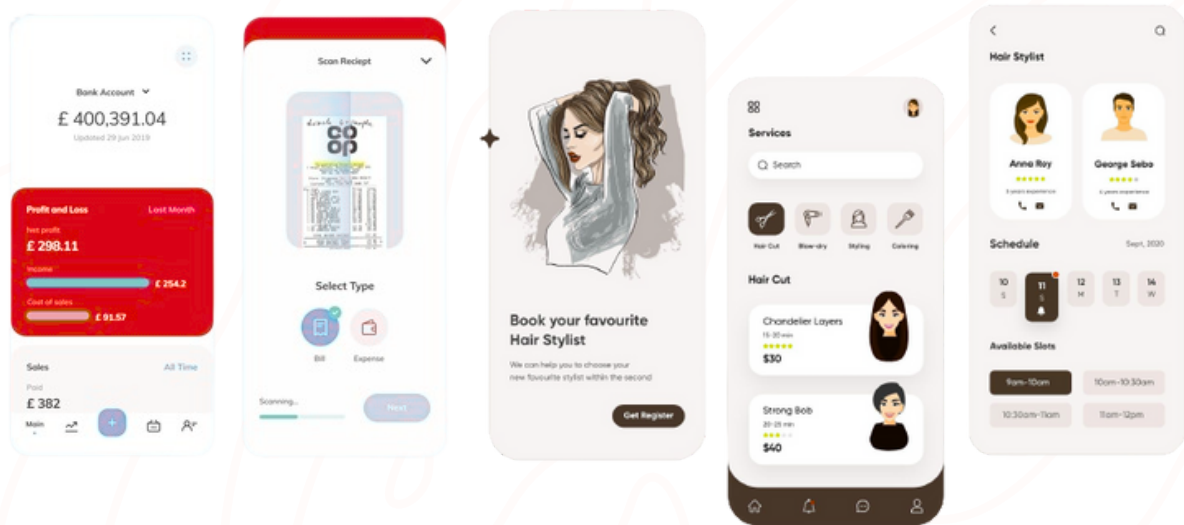 Bank Account
£ 400,391.04
Updated 29 Jun 2019
Profit and Loss
Last Month
Net profit
£ 298.11
Income
£ 254.2
Cost of sales
£ 91.57
Sales
All Time
Paid
£ 382
Main
Scan Reciept
CO
OP
Select Type
Bill
Expense
Scanning...
Next
Book your favourite
Hair Stylist
We can help you to choose your
new favourite stylist within the second
Get Register
Services
Search
Hair Cut
Blow-dry
Styling
Coloring
Hair Cut
Chandelier Layers
15-20 min
$30
Strong Bob
20-25 min
$40
Hair Stylist
Anna Roy
George Sebo
5 years experience
Schedule
Sept, 2020
10
S
11
S
12
M
13
T
14
W
Available Slots
9am-10am
10am-10:30am
10:30am-11am
11am-12pm